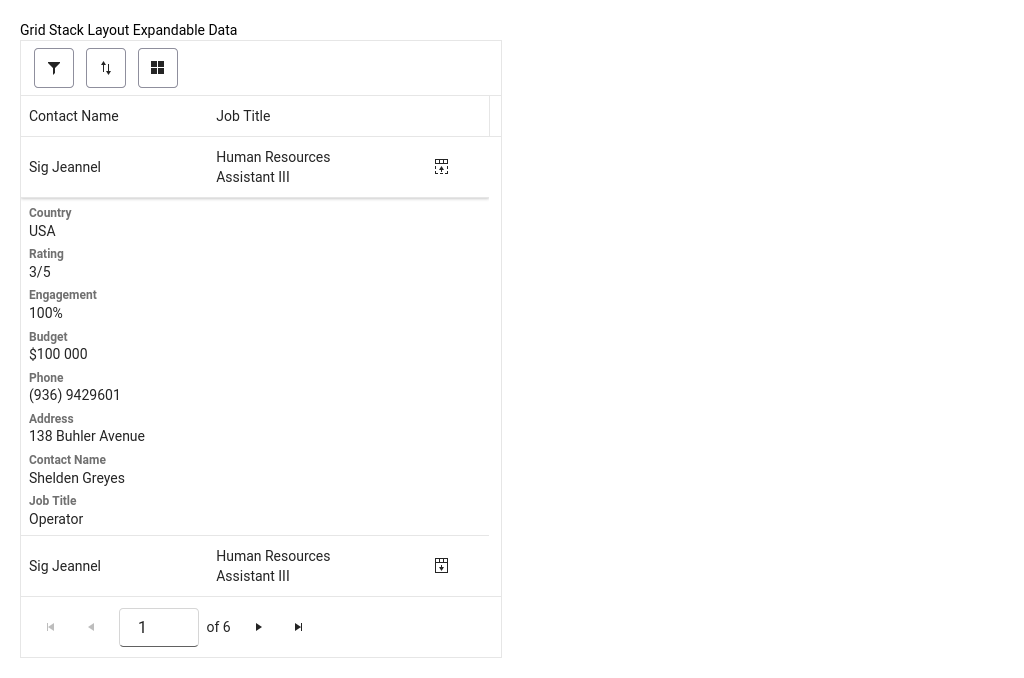 Grid Stack Layout Expandable Data
Contact Name
Job Title
Sig Jeannel
Human Resources
Assistant III
Country
USA
Rating
3/5
Engagement
100%
Budget
$100 000
Phone
(936) 9429601
Address
138 Buhler Avenue
Contact Name
Shelden Greyes
Job Title
Operator
Sig Jeannel
Human Resources
Assistant III
1 of 6